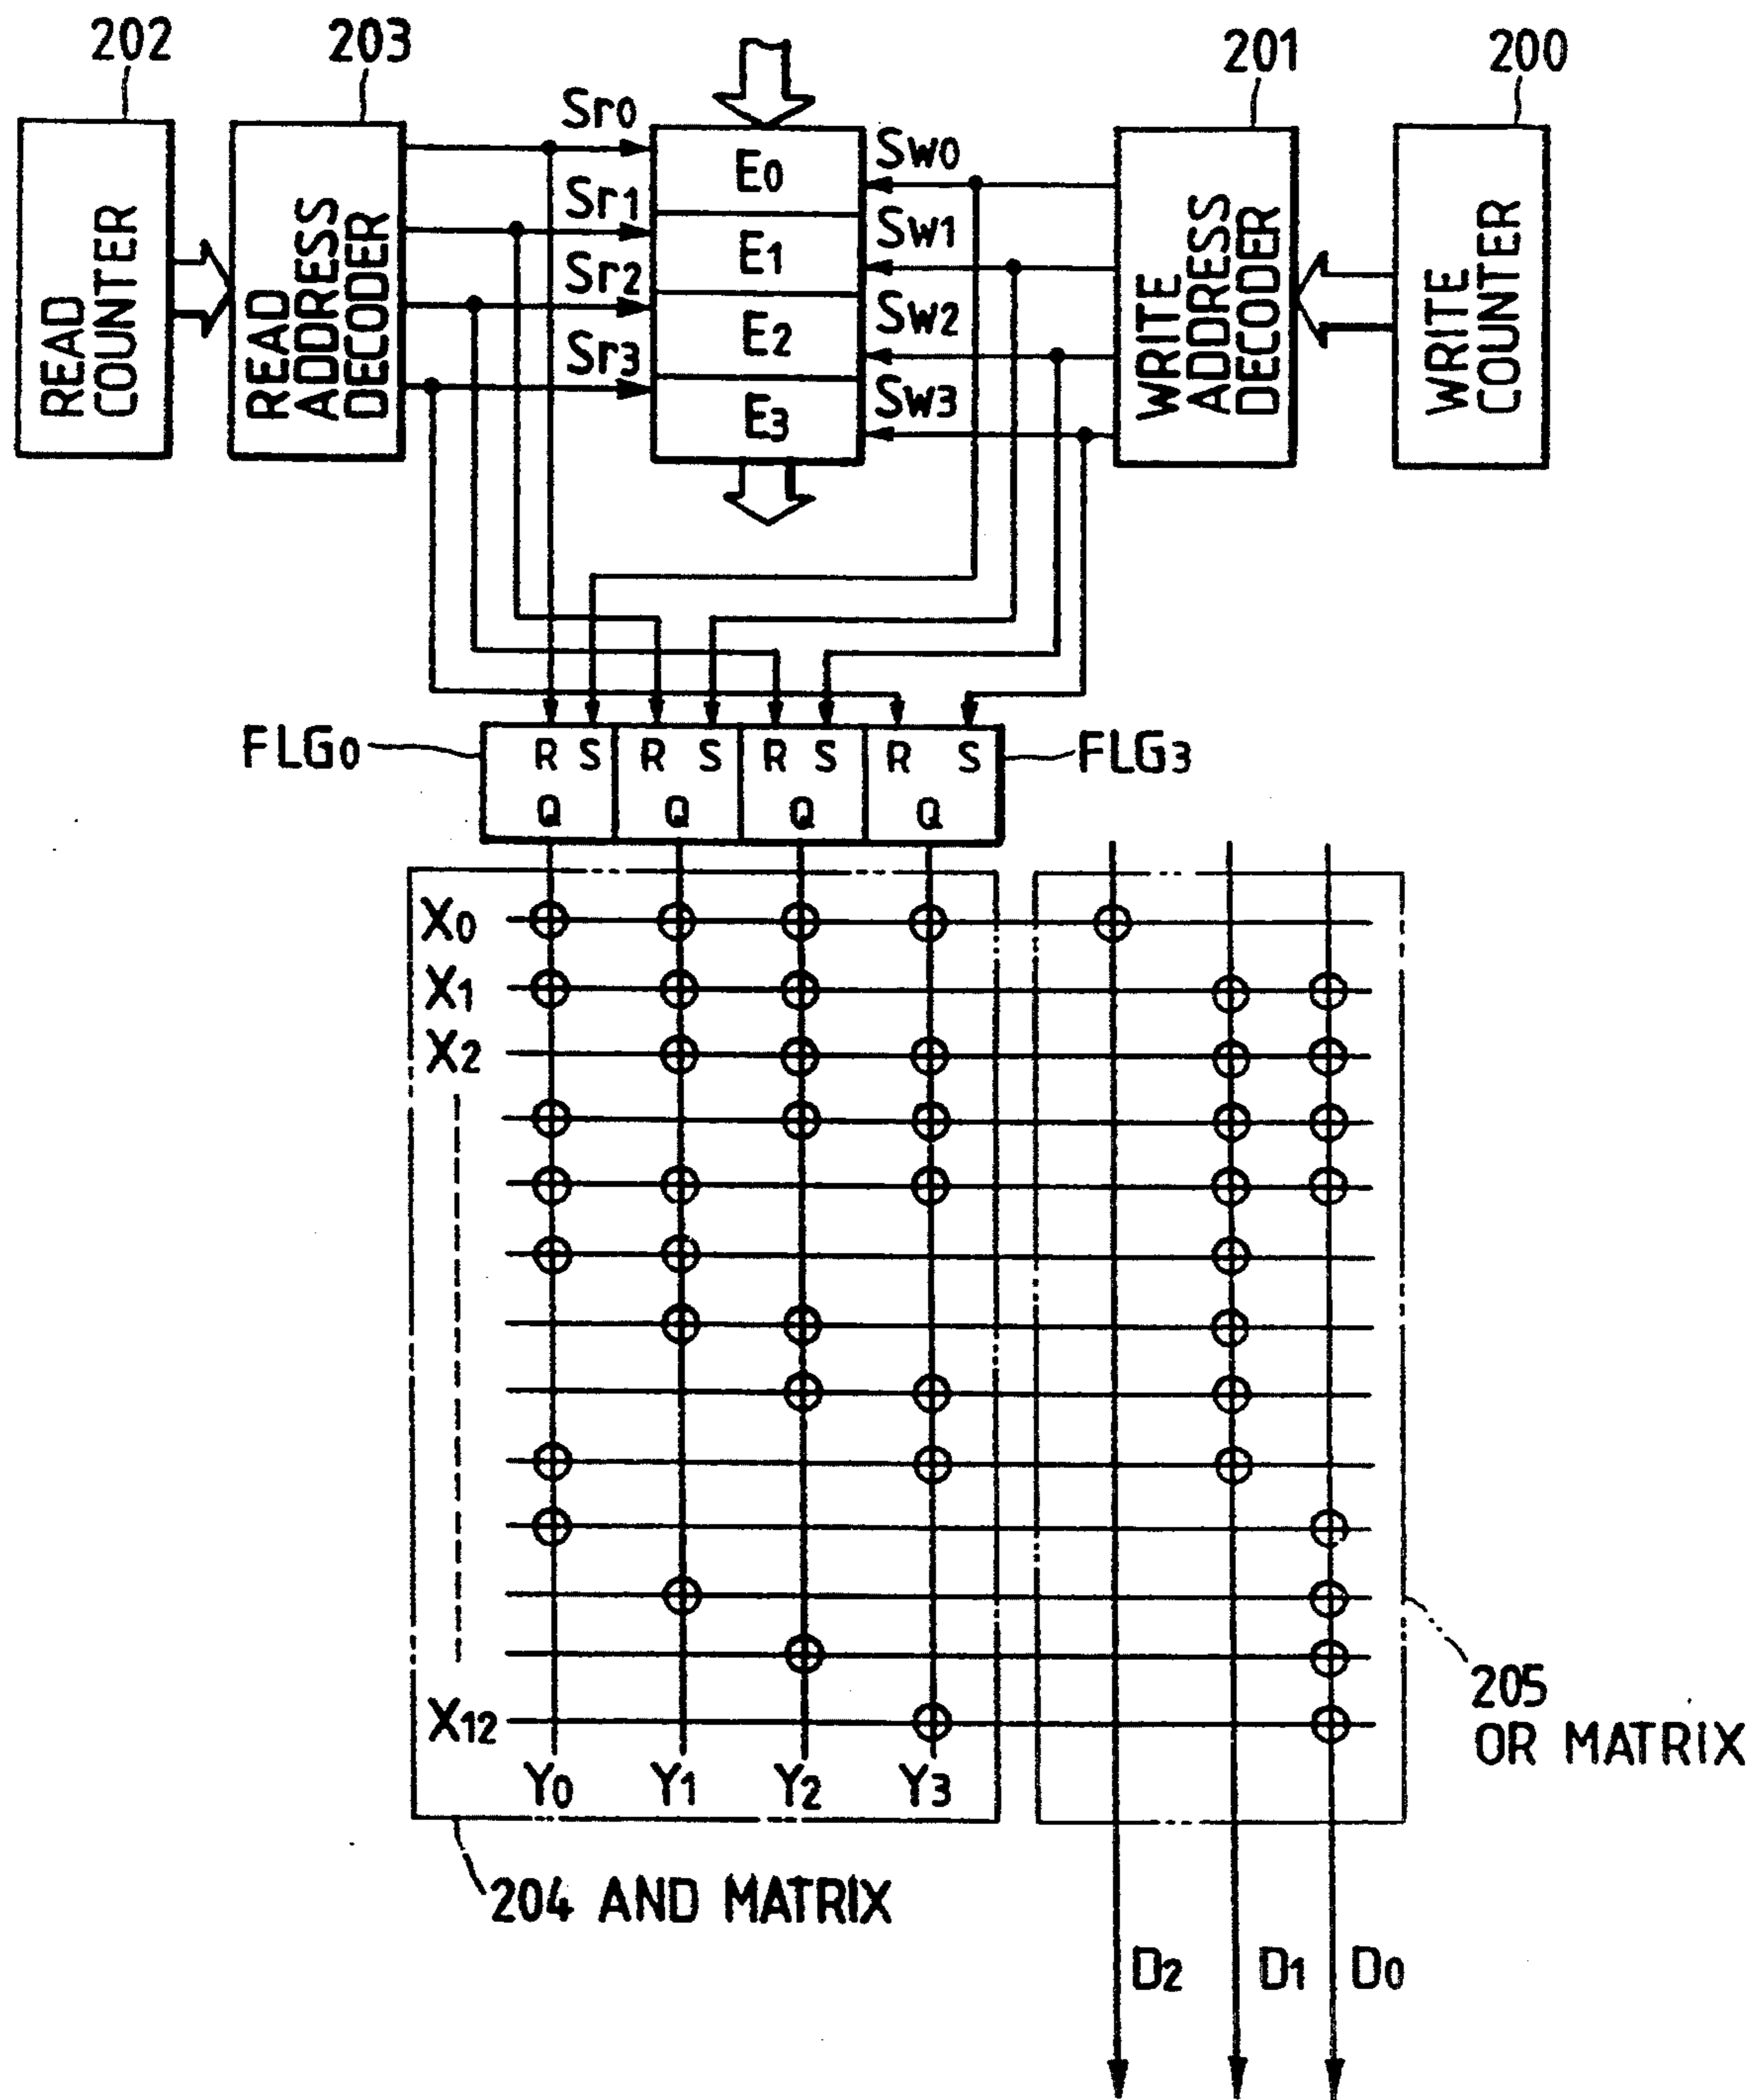 202
203
201
200
READ COUNTER
READ ADDRESS DECODER
Sr0
Sr1
Sr2
Sr3
E0
E1
E2
E3
Sw0
Sw1
Sw2
Sw3
WRITE ADDRESS DECODER
WRITE COUNTER
FLG0
R S R S R S R S
Q Q Q Q
FLG3
X0
X1
X2
X12
Y0 Y1 Y2 Y3
205
OR MATRIX
204 AND MATRIX
D2 D1 D0